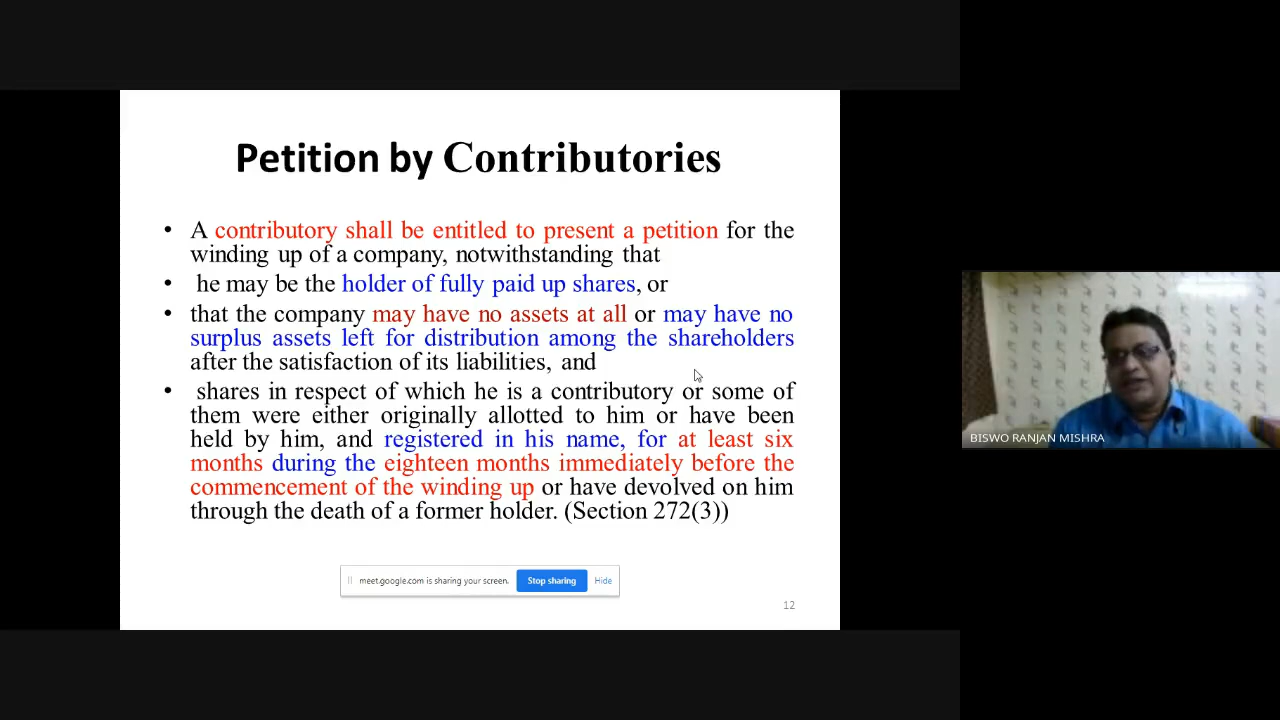 Petition by Contributories
• A contributory shall be entitled to present a petition for the
winding up of a company, notwithstanding that
• he may be the holder of fully paid up shares, or
• that the company may have no assets at all or may have no
surplus assets left for distribution among the shareholders
after the satisfaction of its liabilities, and
• shares in respect of which he is a contributory or some of
them were either originally allotted to him or have been
held by him, and registered in his name, for at least six
months during the eighteen months immediately before the
commencement of the winding up or have devolved on him
through the death of a former holder. (Section 272(3))
meet.google.com is sharing your screen. Stop sharing Hide
12
BISWO RANJAN MISHRA